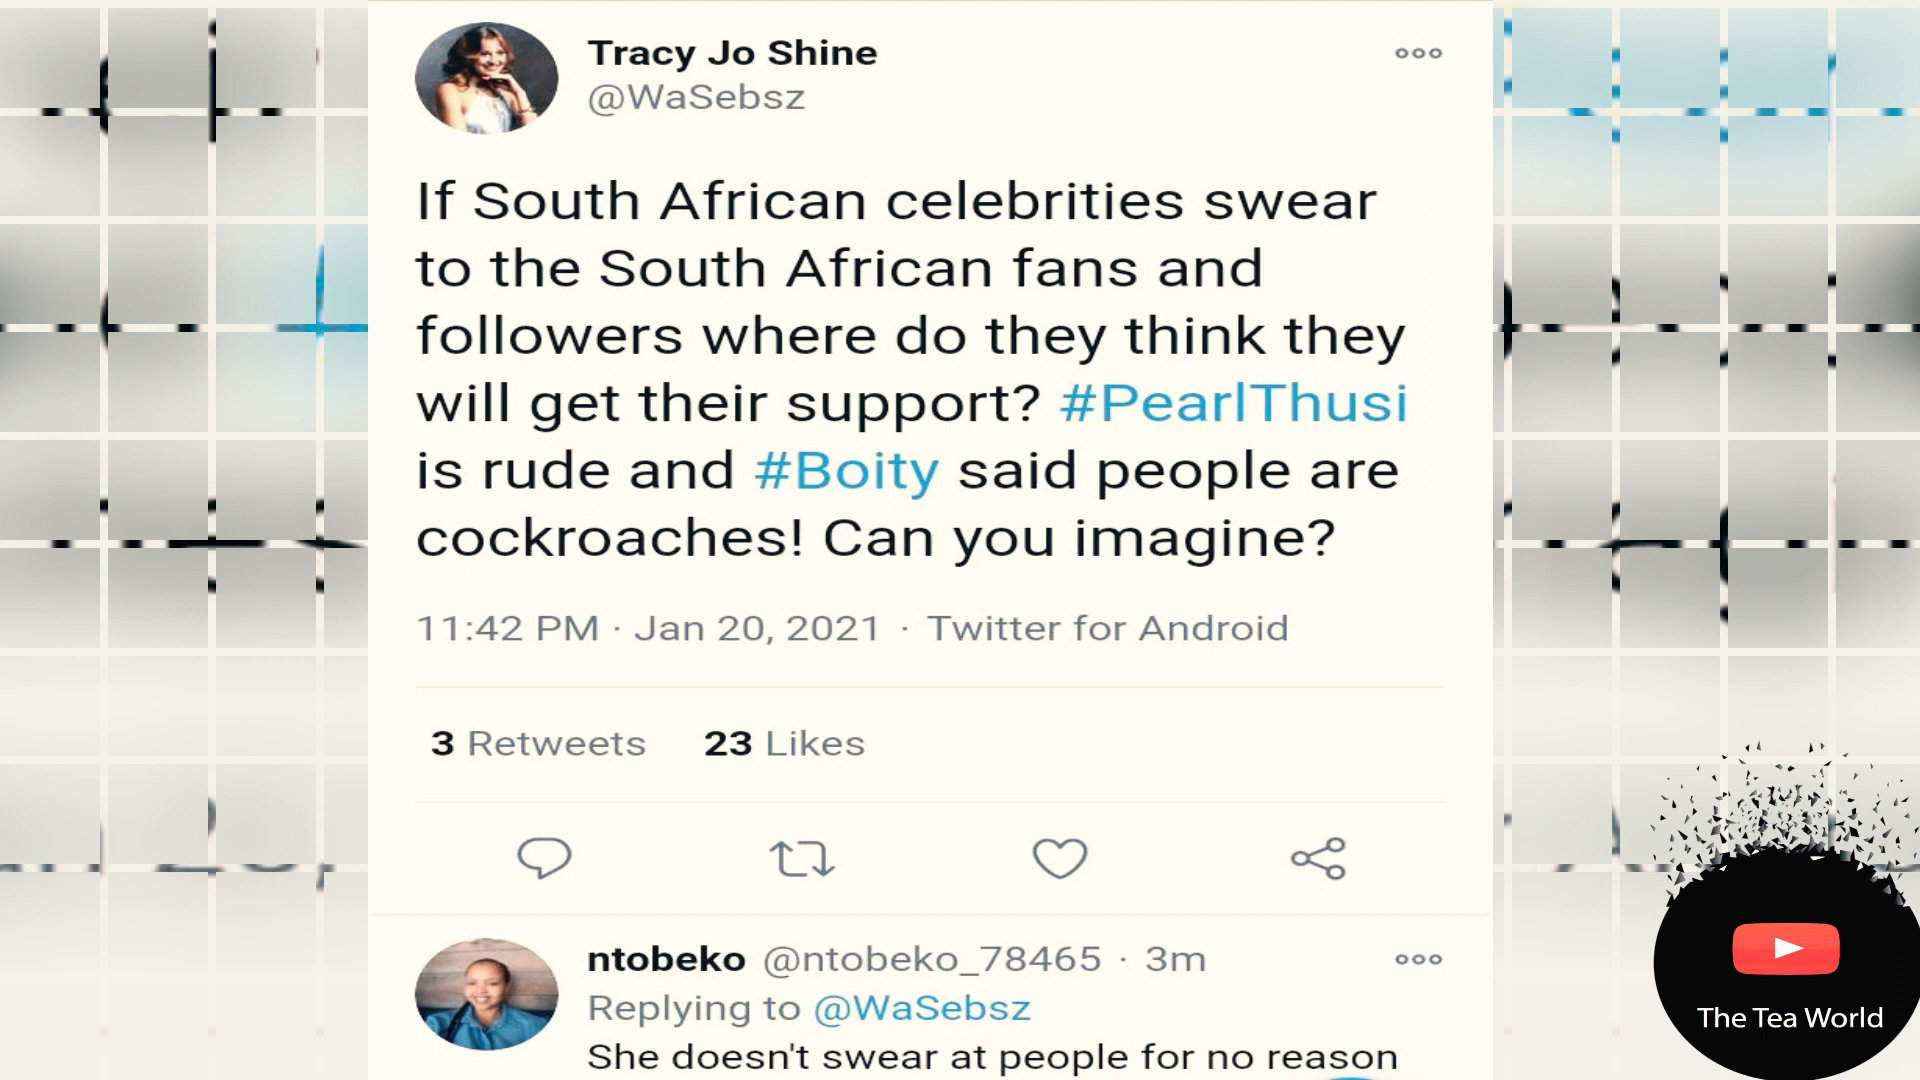 Tracy Jo Shine
@WaSebsz
If South African celebrities swear
to the South African fans and
followers where do they think they
will get their support? #PearlThusi
is rude and #Boity said people are
cockroaches! Can you imagine?
11:42 PM · Jan 20, 2021 · Twitter for Android
3 Retweets 23 Likes
ntobeko @ntobeko_78465 · 3m
Replying to @WaSebsz
She doesn't swear at people for no reason
The Tea World